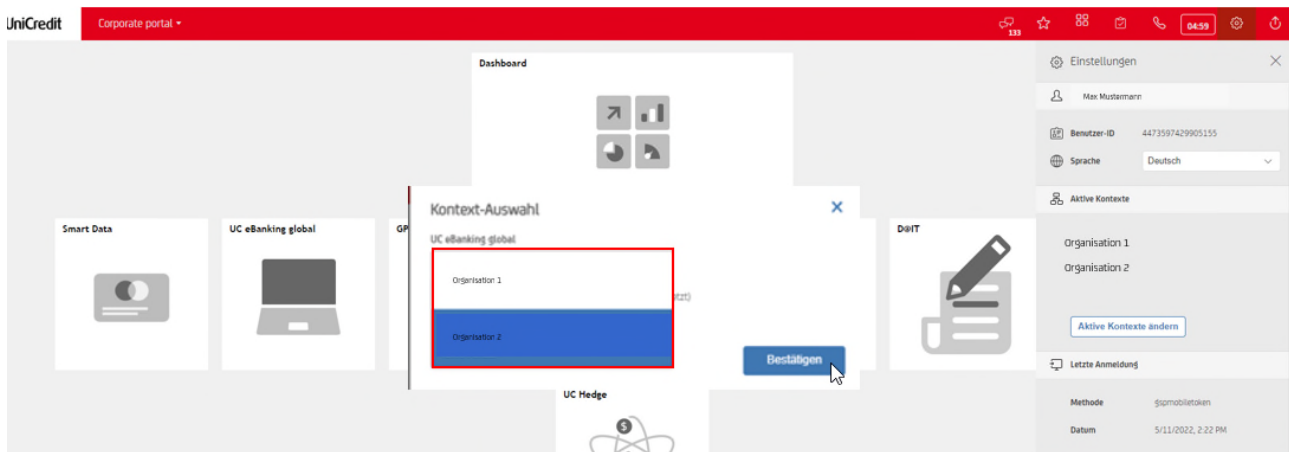 UniCredit
Corporate portal
133
04:59
Dashboard
Einstellungen
Max Mustermann
Benutzer-ID 4473597429905155
Sprache Deutsch
Aktive Kontexte
Kontext-Auswahl
UC eBanking global
Smart Data
UC eBanking global
GP
D@IT
Organisation 1
Organisation 2
Organisation 1
Organisation 2
tzt)
Bestätigen
Aktive Kontexte ändern
Letzte Anmeldung
UC Hedge
$
Methode gspmobiletoken
Datum 5/11/2022, 2:22 PM